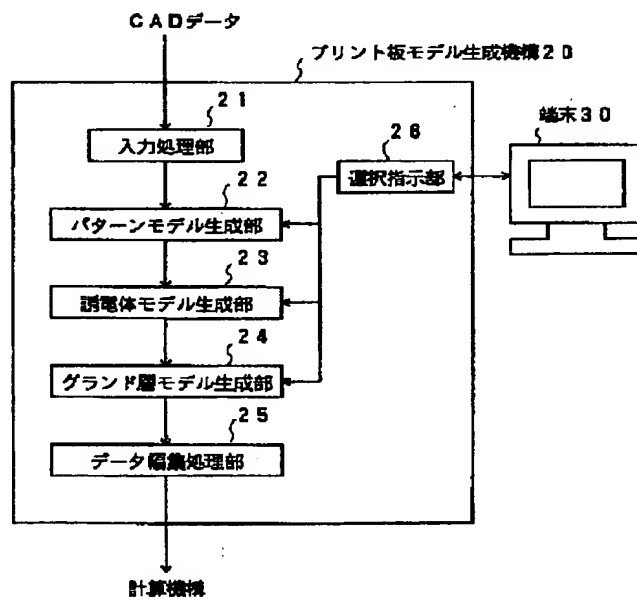 CADデータ
プリント板モデル生成機構20
21
入力処理部
26
選択指示部
端末30
22
パターンモデル生成部
23
誘電体モデル生成部
24
グランド層モデル生成部
25
データ編集処理部
計算機構